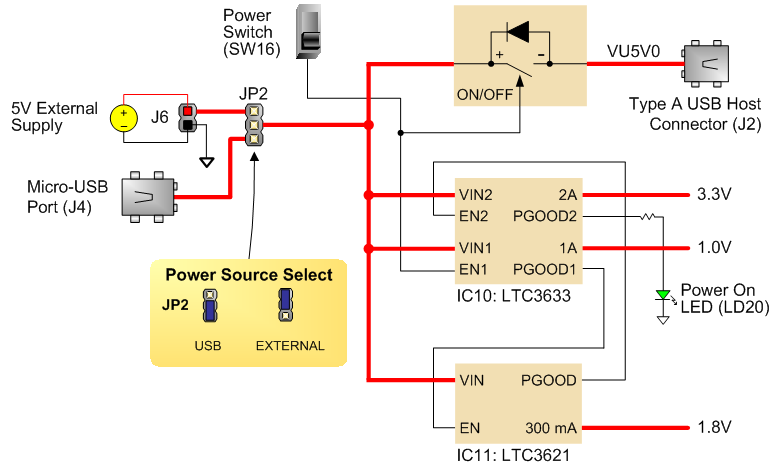 Power
Switch
(SW16)
VU5V0
ON/OFF
Type A USB Host
Connector (J2)
JP2
5V External
Supply
J6
Micro-USB
Port (J4)
VIN2
2A
3.3V
EN2
PGOOD2
VIN1
1A
1.0V
EN1
PGOOD1
IC10: LTC3633
Power On
LED (LD20)
Power Source Select
JP2
USB
EXTERNAL
VIN
PGOOD
EN
300 mA
1.8V
IC11: LTC3621